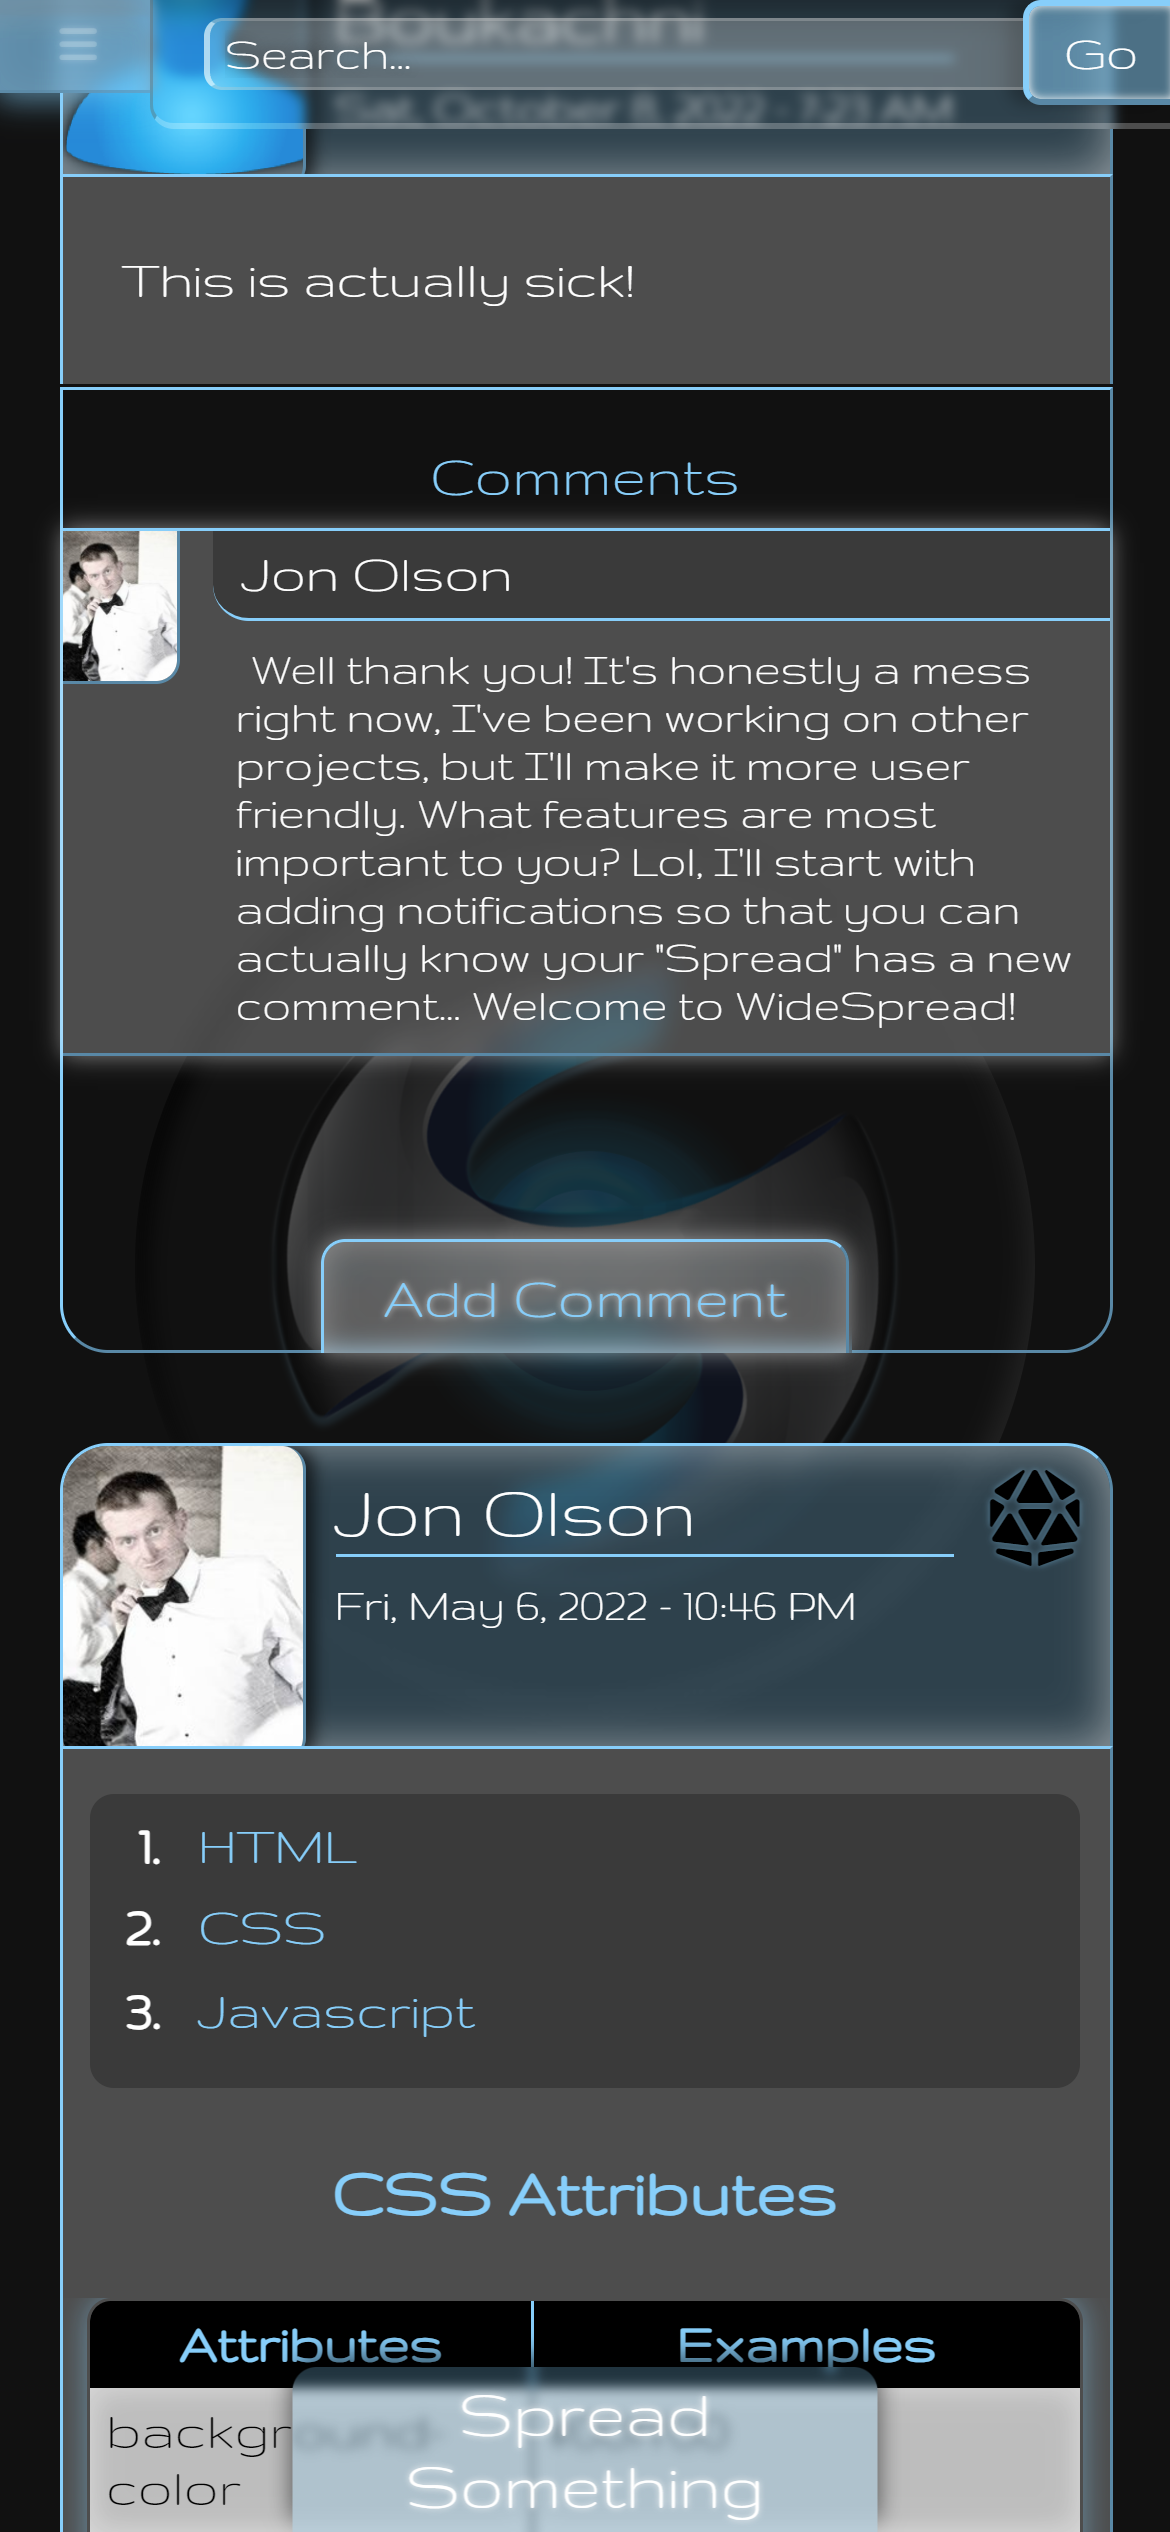 Boukachni
Search...
Go
Sat, October 8, 2022 - 7:23 AM
This is actually sick!
Comments
Jon Olson
Well thank you! It's honestly a mess
right now, I've been working on other
projects, but I'll make it more user
friendly. What features are most
important to you? Lol, I'll start with
adding notifications so that you can
actually know your "Spread" has a new
comment... Welcome to WideSpread!
Add Comment
Jon Olson
Fri, May 6, 2022 - 10:46 PM
1. HTML
2. CSS
3. Javascript
CSS Attributes
Attributes Examples
background-
color
Spread
Something